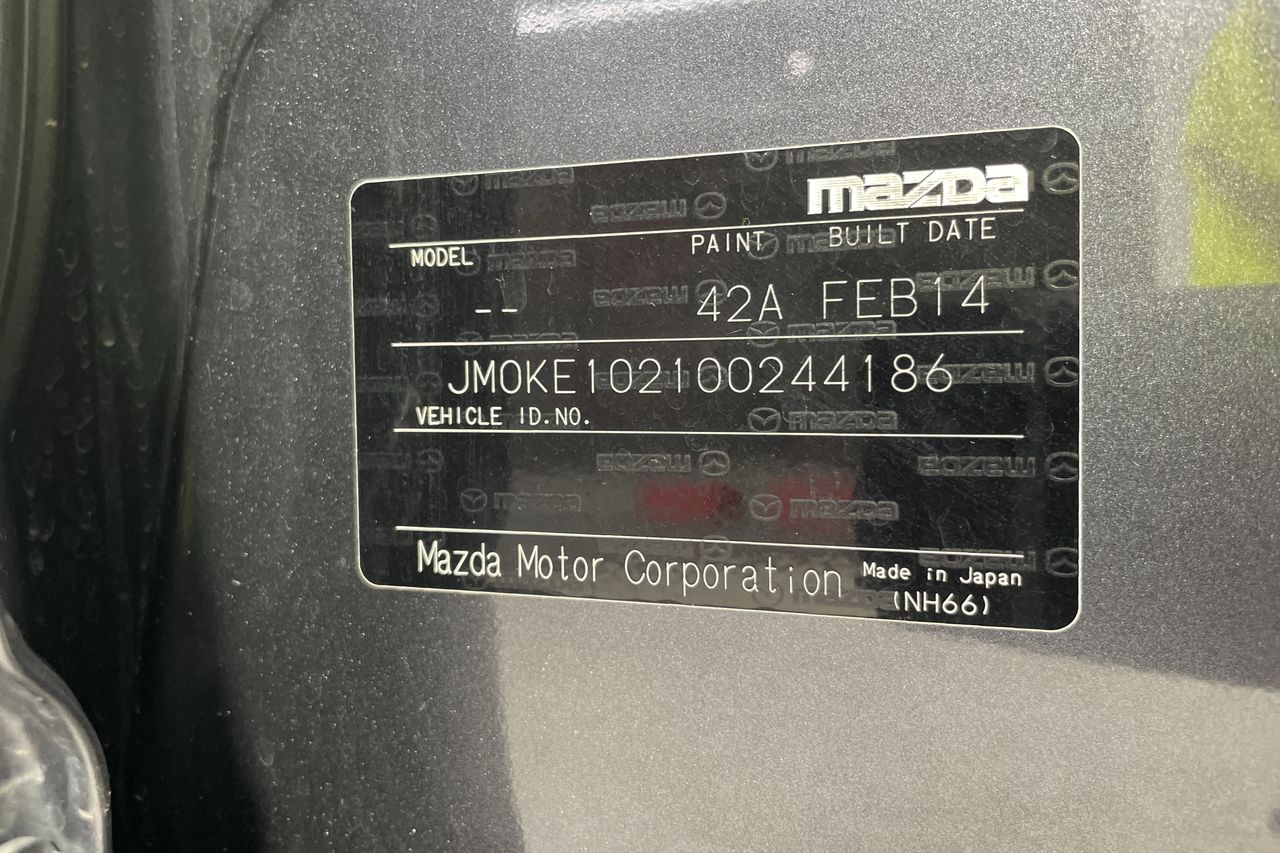 mazda
MODEL PAINT BUILT DATE
-- 42A FEB14
JM0KE102100244186
VEHICLE ID.NO.
Mazda Motor Corporation Made in Japan
(NH66)